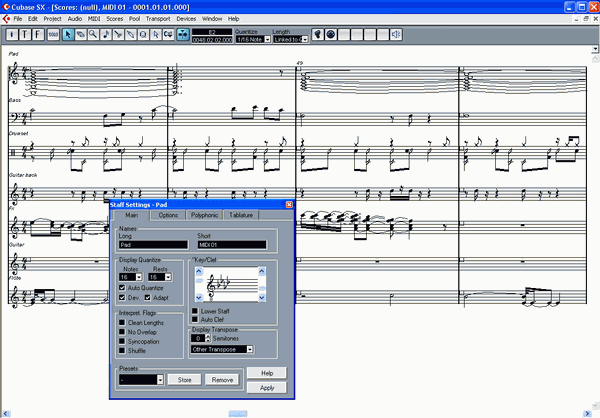 Cubase SX - [Scores: (null), MIDI 01 - 0001.01.01.000]
File Edit Project Audio MIDI Scores Pool Transport Devices Window Help
I T F
Solo
E2
0048.02.02.000
Quantize
1/16 Note
Length
Linked to Q
Pad
49
Bass
Drumset
Guitar back
Guitar
Flöte
Staff Settings - Pad
Main Options Polyphonic Tablature
Names
Long Short
Pad MIDI 01
Display Quantize
Notes Rests
16 16
Auto Quantize
Dev. Adapt
Key/Clef
Lower Staff
Auto Clef
Interpret. Flags
Clean Lengths
No Overlap
Syncopation
Shuffle
Display Transpose
0 Semitones
Other Transpose
Presets
-
Store Remove
Help
Apply